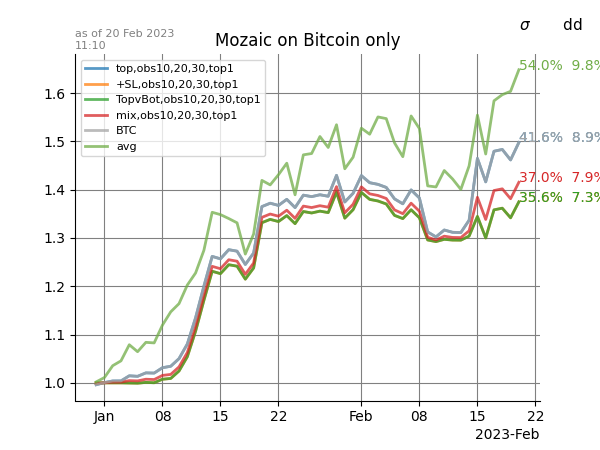 σ dd
as of 20 Feb 2023
11:10
Mozaic on Bitcoin only
54.0% 9.8%
top,obs10,20,30,top1
+SL,obs10,20,30,top1
TopvBot,obs10,20,30,top1
mix,obs10,20,30,top1
BTC
avg
1.6
1.5
1.4
1.3
1.2
1.1
1.0
41.6% 8.9%
37.0% 7.9%
35.6% 7.3%
Jan 08 15 22 Feb 08 15 22
2023-Feb